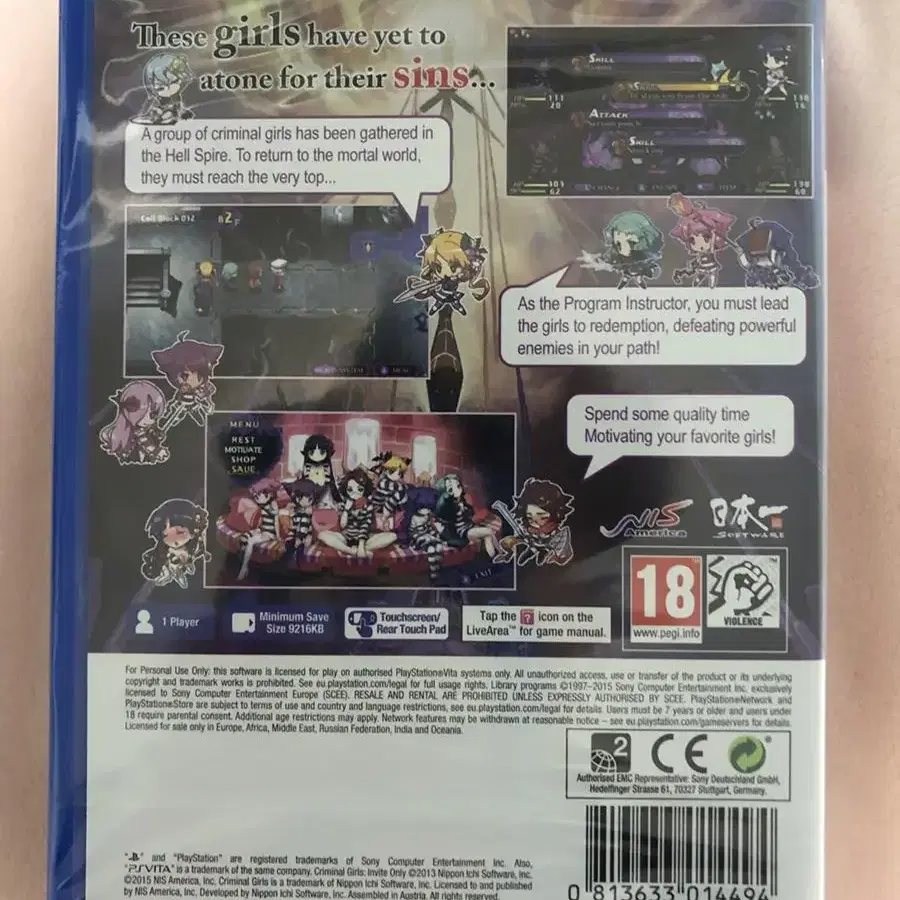 These girls have yet to
atone for their sins...
A group of criminal girls has been gathered in
the Hell Spire. To return to the mortal world,
they must reach the very top...
SKILL
SKILL
ATTACK
SKILL
Cell Block 012 B2F
As the Program Instructor, you must lead
the girls to redemption, defeating powerful
enemies in your path!
MENU
REST
MOTIVATE
SHOP
SAVE
EXIT
Spend some quality time
Motivating your favorite girls!
NIS
America
日本一
SOFTWARE
18
www.pegi.info
VIOLENCE
1 Player
Minimum Save
Size 9216KB
Touchscreen/
Rear Touch Pad
Tap the ? icon on the
LiveArea™ for game manual.
For Personal Use Only: this software is licensed for play on authorised PlayStation®Vita systems only. All unauthorized access, use or transfer of the product or its underlying
copyright and trademark works is prohibited. See eu.playstation.com/legal for full usage rights. Library programs ©1997–2015 Sony Computer Entertainment Inc. exclusively
licensed to Sony Computer Entertainment Europe (SCEE). RESALE AND RENTAL ARE PROHIBITED UNLESS EXPRESSLY AUTHORISED BY SCEE. PlayStation®Network and
PlayStation®Store are subject to terms of use and country and language restrictions, see eu.playstation.com/legal for details. Users must be 7 years or older and users under
18 require parental consent. Additional age restrictions may apply. Network features may be withdrawn at reasonable notice – see eu.playstation.com/gameservers for details.
Licensed for sale only in Europe, Africa, Middle East, Russian Federation, India and Oceania.
2 CE
Authorised EMC Representative: Sony Deutschland GmbH,
Hedelfinger Strasse 61, 70327 Stuttgart, Germany.
" " and "PlayStation" are registered trademarks of Sony Computer Entertainment Inc. Also,
"PSVITA" is a trademark of the same company. Criminal Girls: Invite Only ©2013 Nippon Ichi Software, Inc.
©2015 NIS America, Inc. Criminal Girls is a trademark of Nippon Ichi Software, Inc. Licensed to and published
by NIS America, Inc. Developed by Nippon Ichi Software, Inc. Assembled in Austria. All rights reserved.
0 813633 014494